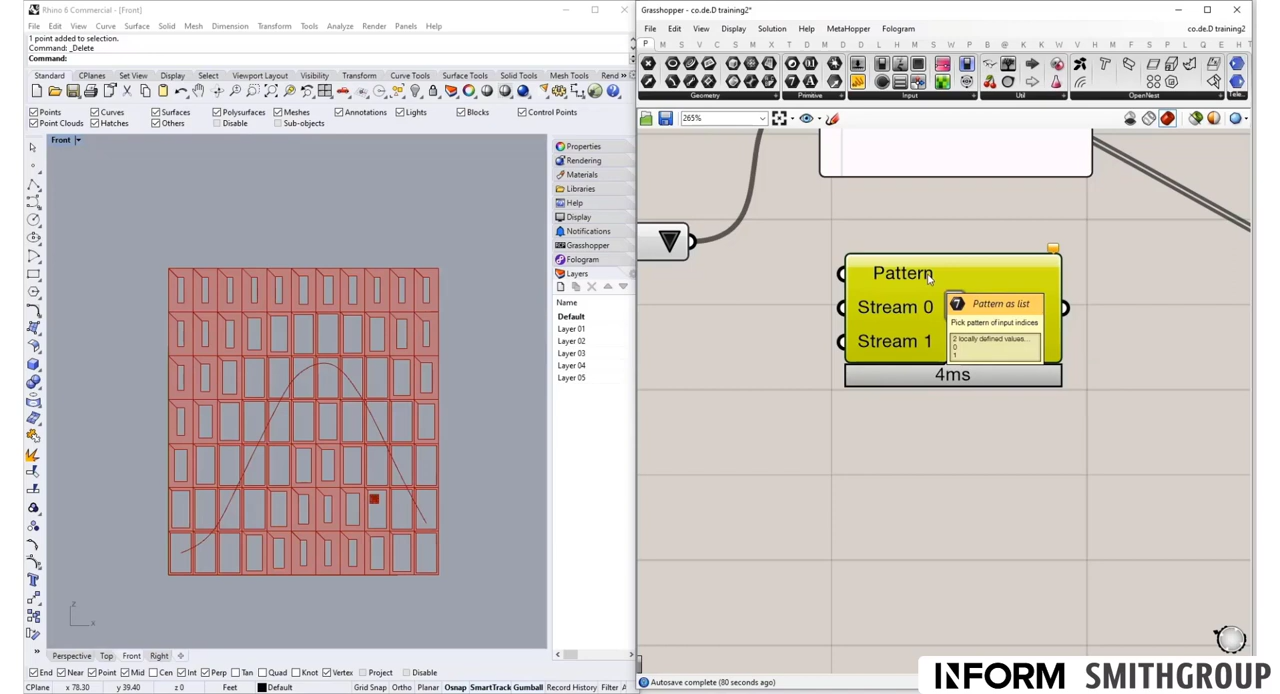 Rhino 6 Commercial - [Front]
File Edit View Curve Surface Solid Mesh Dimension Transform Tools Analyze Render Panels Help
1 point added to selection.
Command: _Delete
Command:
Standard CPlanes Set View Display Select Viewport Layout Visibility Transform Curve Tools Surface Tools Solid Tools Mesh Tools Rend »
Points Curves Surfaces Polysurfaces Meshes Annotations Lights Blocks Control Points
Point Clouds Hatches Others Disable Sub-objects
Front
Properties
Rendering
Materials
Libraries
Help
Display
Notifications
Grasshopper
Fologram
Layers
Name
Default
Layer 01
Layer 02
Layer 03
Layer 04
Layer 05
z
x
Perspective Top Front Right
End Near Point Mid Cen Int Perp Tan Quad Knot Vertex Project Disable
CPlane x 78.30 y 39.40 z 0 Feet Default Grid Snap Ortho Planar Osnap SmartTrack Gumball Record History Filter
Grasshopper - co.de.D training2*
File Edit View Display Solution Help MetaHopper Fologram co.de.D training2*
P M S V C S M X T D M D A L H M S W K P B @ N O K W V E H
Geometry Primitive Input Util OpenNest Tele...
265%
Pattern
Stream 0
Stream 1
4ms
Pattern as list
Pick pattern of input indices
2 locally defined values...
0
1
Autosave complete (80 seconds ago)
INFORM SMITHGROUP